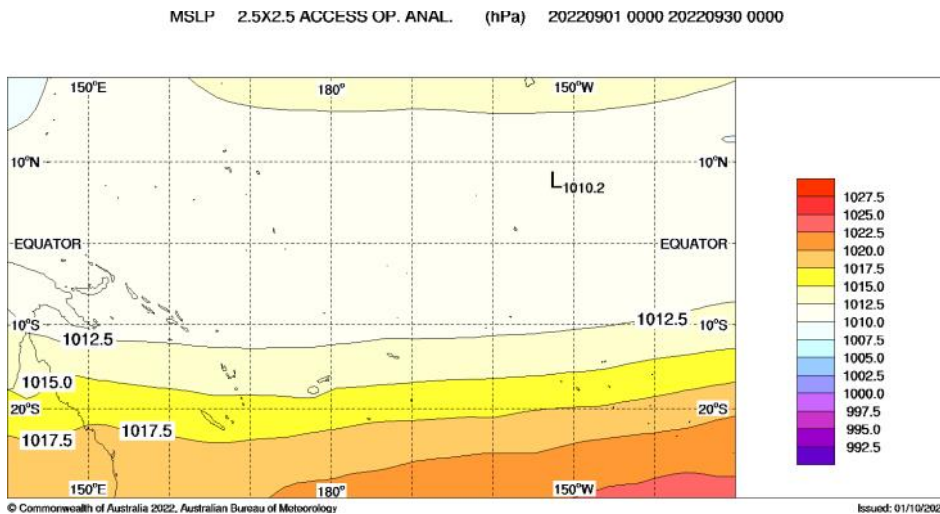 MSLP 2.5X2.5 ACCESS OP. ANAL. (hPa) 20220901 0000 20220930 0000
150°E 180° 150°W
10°N 10°N
L1010.2
EQUATOR EQUATOR
10°S 1012.5 10°S
1012.5
1015.0
20°S 20°S
1017.5 1017.5
150°E 180° 150°W
1027.5
1025.0
1022.5
1020.0
1017.5
1015.0
1012.5
1010.0
1007.5
1005.0
1002.5
1000.0
997.5
995.0
992.5
© Commonwealth of Australia 2022, Australian Bureau of Meteorology
Issued: 01/10/202